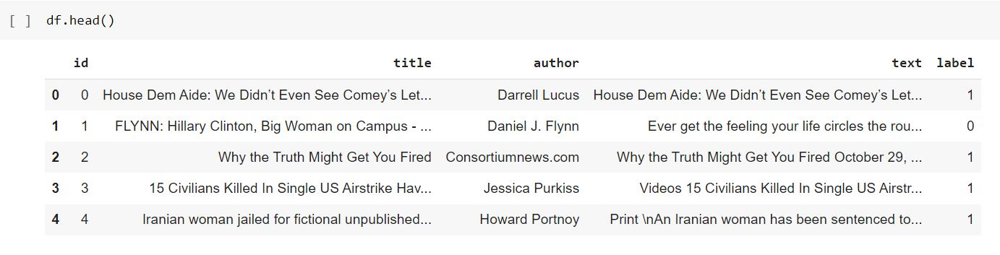 [ ] df.head()
id title author text label
0 0 House Dem Aide: We Didn’t Even See Comey’s Let... Darrell Lucus House Dem Aide: We Didn’t Even See Comey’s Let... 1
1 1 FLYNN: Hillary Clinton, Big Woman on Campus - ... Daniel J. Flynn Ever get the feeling your life circles the rou... 0
2 2 Why the Truth Might Get You Fired Consortiumnews.com Why the Truth Might Get You Fired October 29, ... 1
3 3 15 Civilians Killed In Single US Airstrike Hav... Jessica Purkiss Videos 15 Civilians Killed In Single US Airstr... 1
4 4 Iranian woman jailed for fictional unpublished... Howard Portnoy Print \nAn Iranian woman has been sentenced to... 1